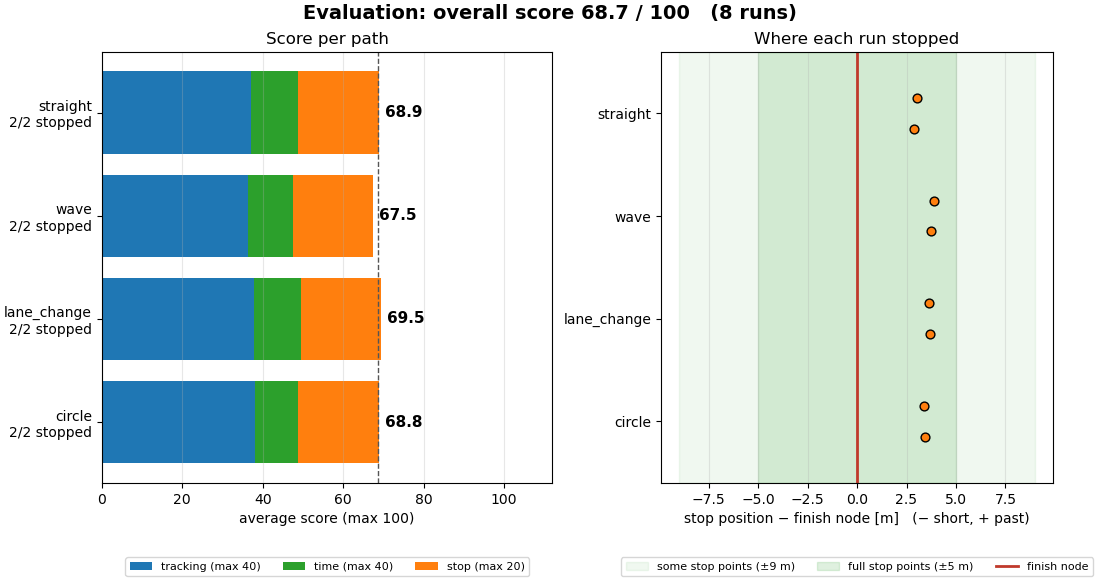 Evaluation: overall score 68.7 / 100   (8 runs)
Score per path
straight
2/2 stopped
68.9
wave
2/2 stopped
67.5
lane_change
2/2 stopped
69.5
circle
2/2 stopped
68.8
0 20 40 60 80 100
average score (max 100)
tracking (max 40) time (max 40) stop (max 20)
Where each run stopped
straight
wave
lane_change
circle
−7.5 −5.0 −2.5 0.0 2.5 5.0 7.5
stop position − finish node [m]   (− short, + past)
some stop points (±9 m) full stop points (±5 m) finish node